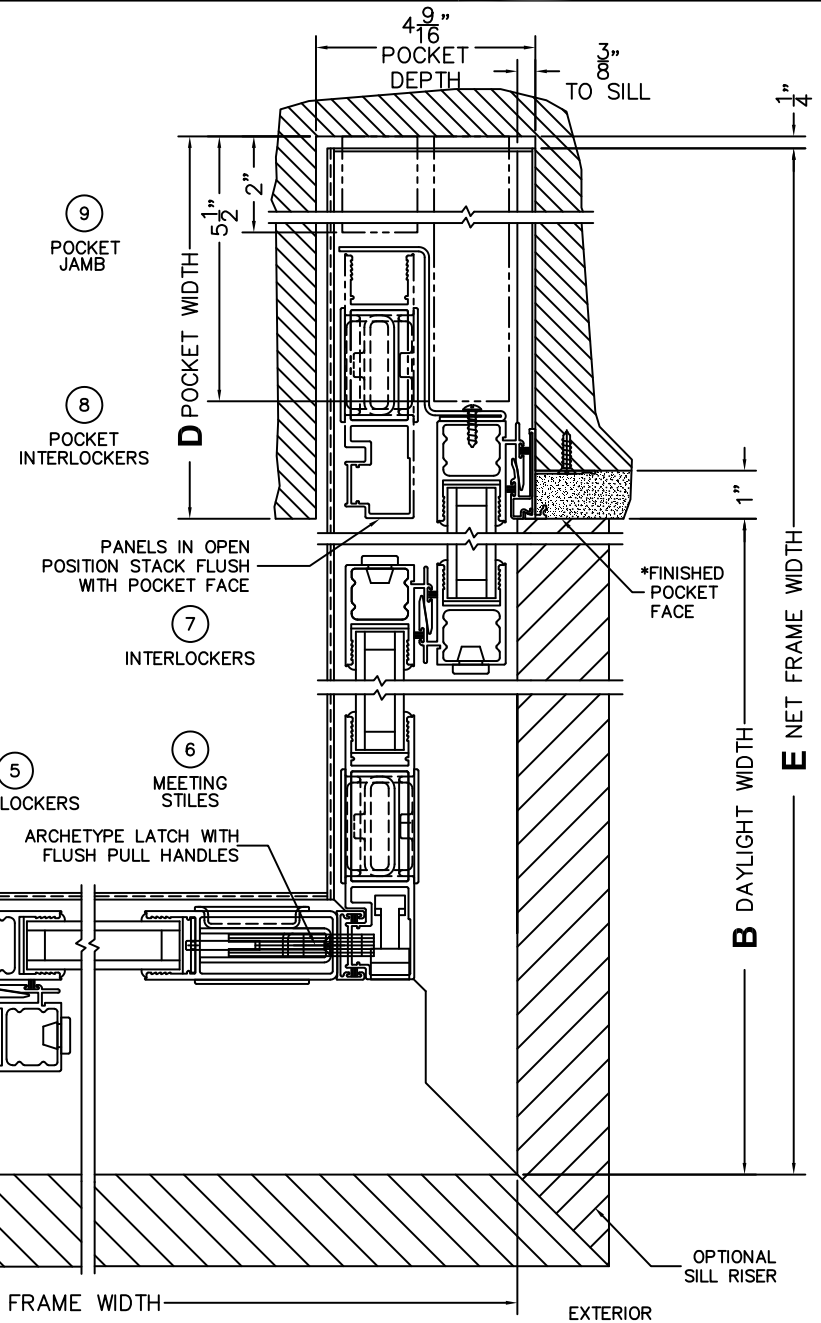 4 9/16"
POCKET
DEPTH
3/8"
TO SILL
1/4"
2"
5 1/2"
9
POCKET
JAMB
D POCKET WIDTH
8
POCKET
INTERLOCKERS
1"
PANELS IN OPEN
POSITION STACK FLUSH
WITH POCKET FACE
*FINISHED
POCKET
FACE
7
INTERLOCKERS
E NET FRAME WIDTH
B DAYLIGHT WIDTH
6
MEETING
STILES
5
LOCKERS
ARCHETYPE LATCH WITH
FLUSH PULL HANDLES
OPTIONAL
SILL RISER
FRAME WIDTH
EXTERIOR